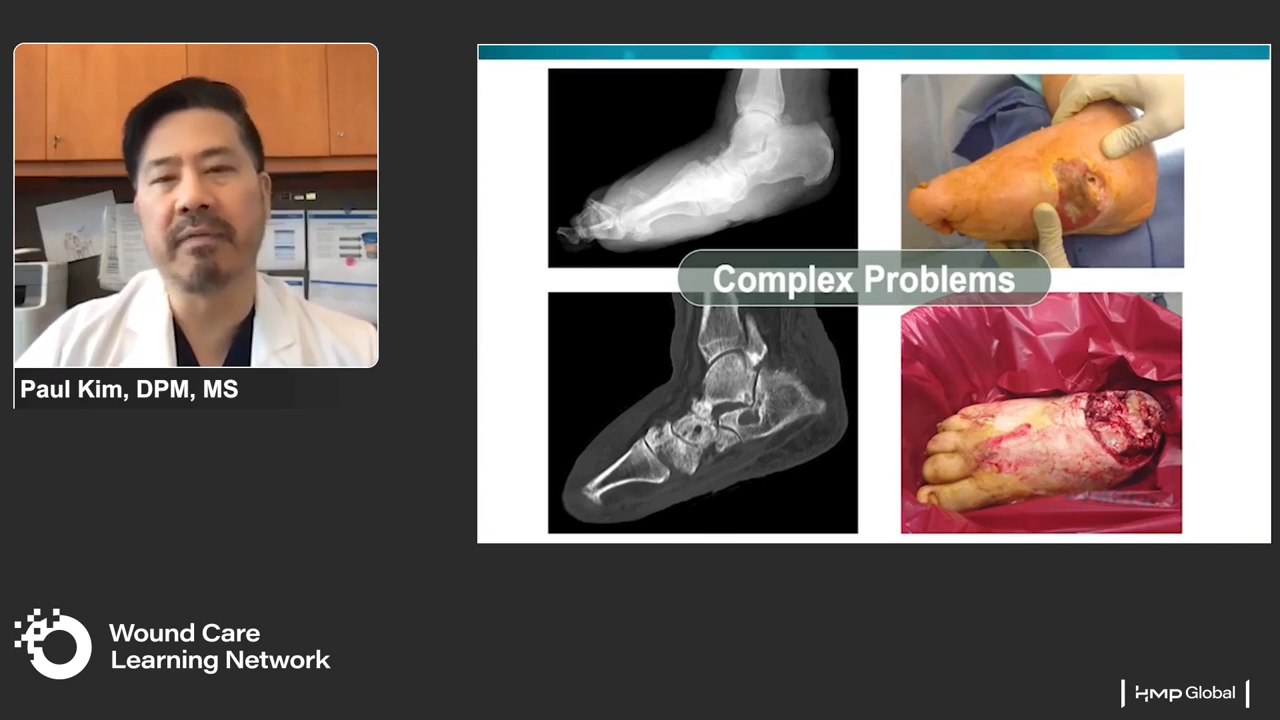 Complex Problems
Paul Kim, DPM, MS
Wound Care
Learning Network
HMP Global